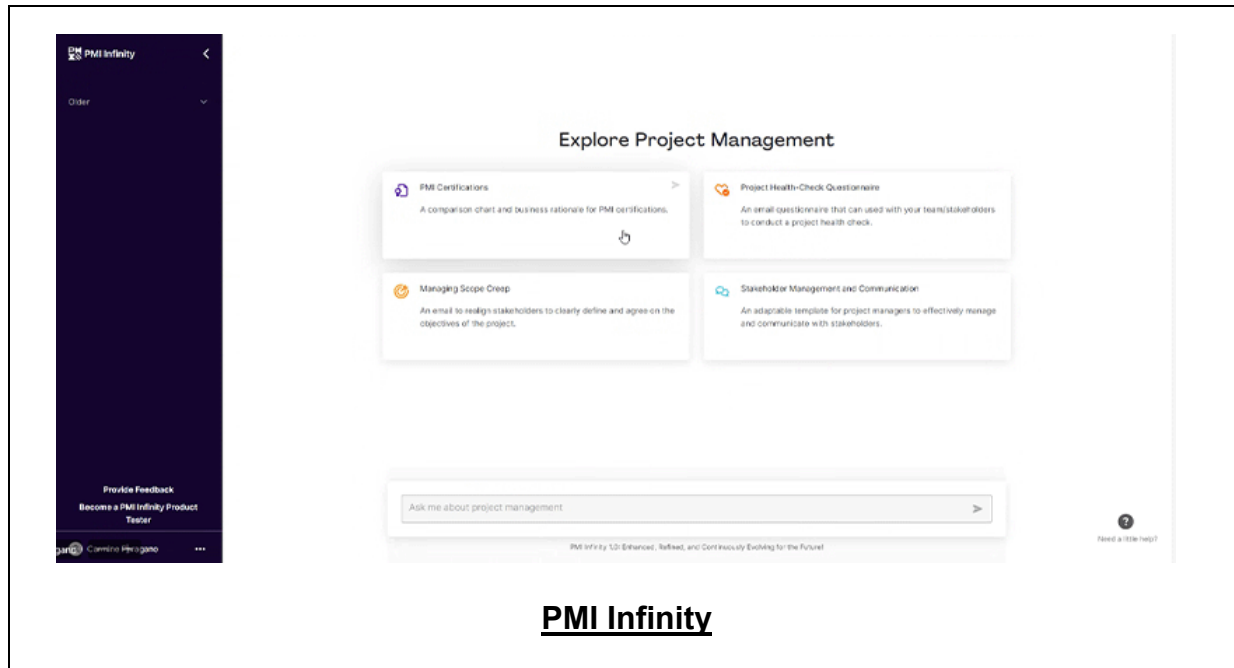 PMI Infinity
Older
Explore Project Management
PMI Certifications
A comparison chart and business rationale for PMI certifications.
Project Health-Check Questionnaire
An email questionnaire that can used with your team/stakeholders
to conduct a project health check.
Managing Scope Creep
An email to realign stakeholders to clearly define and agree on the
objectives of the project.
Stakeholder Management and Communication
An adaptable template for project managers to effectively manage
and communicate with stakeholders.
Provide Feedback
Become a PMI Infinity Product
Tester
Ask me about project management
Need a little help?
PMI Infinity 1.0: Enhanced, Refined, and Continuously Evolving for the Future!
PMI Infinity